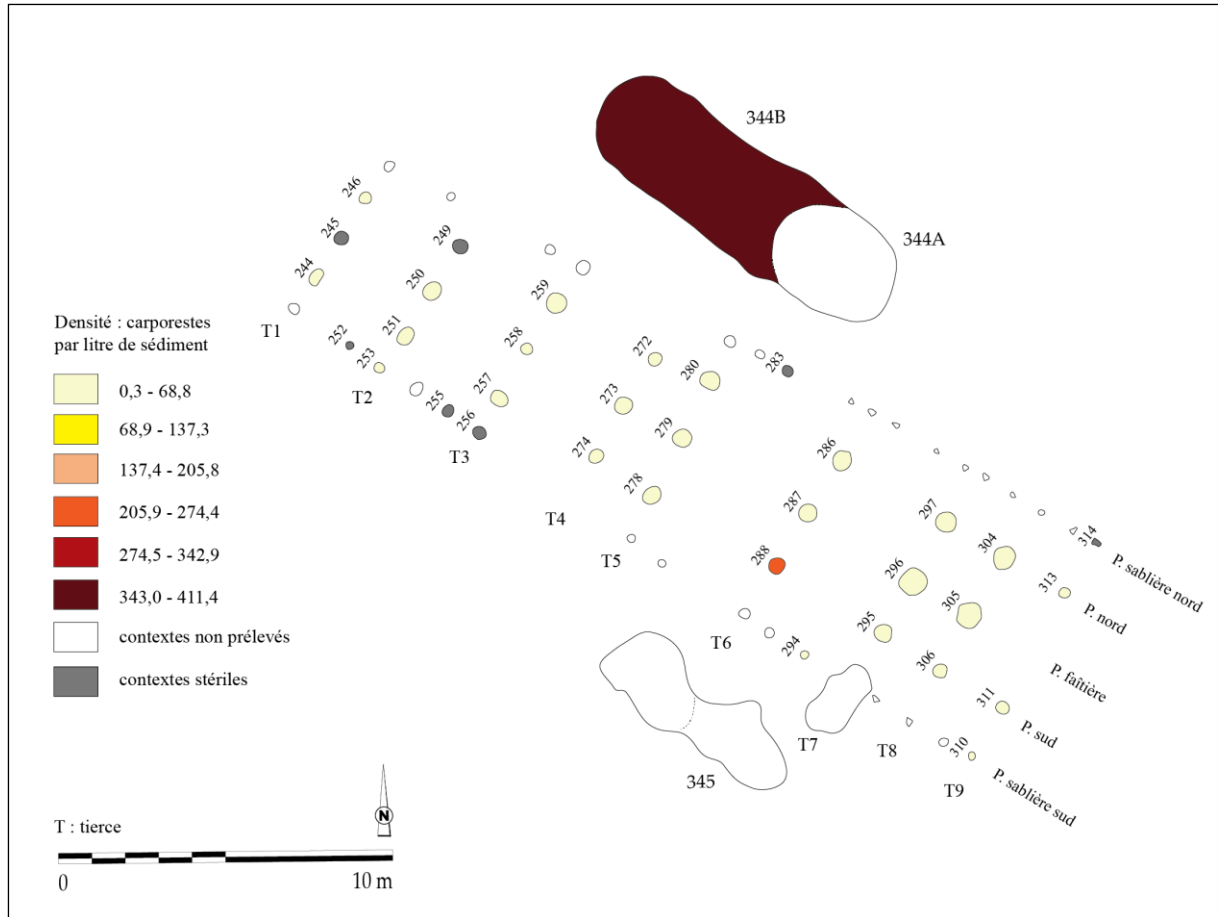 344B
344A
246
245
244
T1
249
250
251
252
253
T2
259
258
257
255
256
T3
272
273
274
T4
280
279
278
T5
283
286
287
288
T6
297
296
295
294
T7
304
305
306
T8
314
313
311
310
T9
P. sablière nord
P. nord
P. faîtière
P. sud
P. sablière sud
345
Densité : carporestes
par litre de sédiment
0,3 - 68,8
68,9 - 137,3
137,4 - 205,8
205,9 - 274,4
274,5 - 342,9
343,0 - 411,4
contextes non prélevés
contextes stériles
N
T : tierce
0
10 m